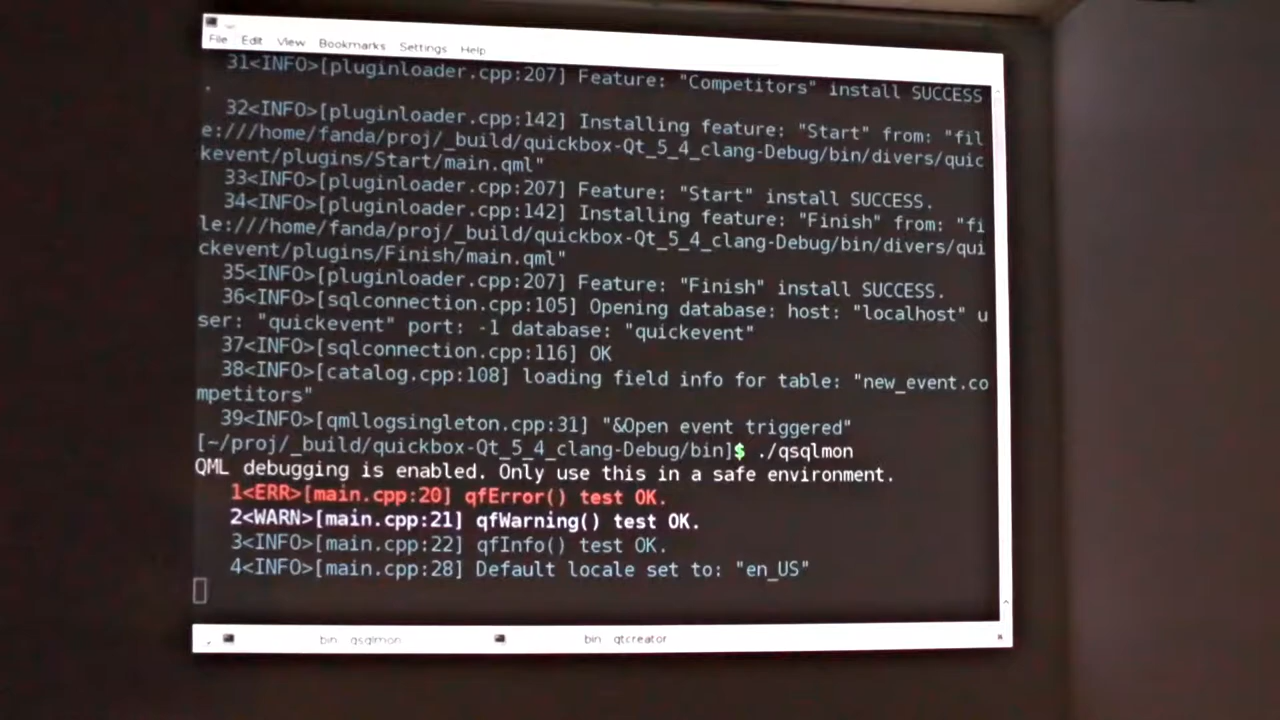 File Edit View Bookmarks Settings Help
31<INFO>[pluginloader.cpp:207] Feature: "Competitors" install SUCCESS
.
32<INFO>[pluginloader.cpp:142] Installing feature: "Start" from: "fil
e:///home/fanda/proj/_build/quickbox-Qt_5_4_clang-Debug/bin/divers/quic
kevent/plugins/Start/main.qml"
33<INFO>[pluginloader.cpp:207] Feature: "Start" install SUCCESS.
34<INFO>[pluginloader.cpp:142] Installing feature: "Finish" from: "fi
le:///home/fanda/proj/_build/quickbox-Qt_5_4_clang-Debug/bin/divers/qui
ckevent/plugins/Finish/main.qml"
35<INFO>[pluginloader.cpp:207] Feature: "Finish" install SUCCESS.
36<INFO>[sqlconnection.cpp:105] Opening database: host: "localhost" u
ser: "quickevent" port: -1 database: "quickevent"
37<INFO>[sqlconnection.cpp:116] OK
38<INFO>[catalog.cpp:108] loading field info for table: "new_event.co
mpetitors"
39<INFO>[qmllogsingleton.cpp:31] "&Open event triggered"
[~/proj/_build/quickbox-Qt_5_4_clang-Debug/bin]$ ./qsqlmon
QML debugging is enabled. Only use this in a safe environment.
1<ERR>[main.cpp:20] qfError() test OK.
2<WARN>[main.cpp:21] qfWarning() test OK.
3<INFO>[main.cpp:22] qfInfo() test OK.
4<INFO>[main.cpp:28] Default locale set to: "en_US"
bin qsqlmon bin qtcreator